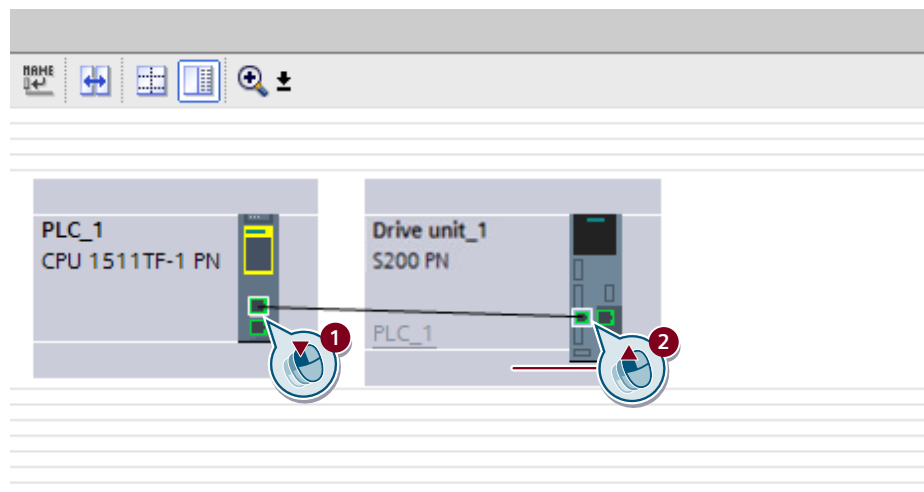 NAME
PLC_1
CPU 1511TF-1 PN
Drive unit_1
S200 PN
PLC_1
1
2